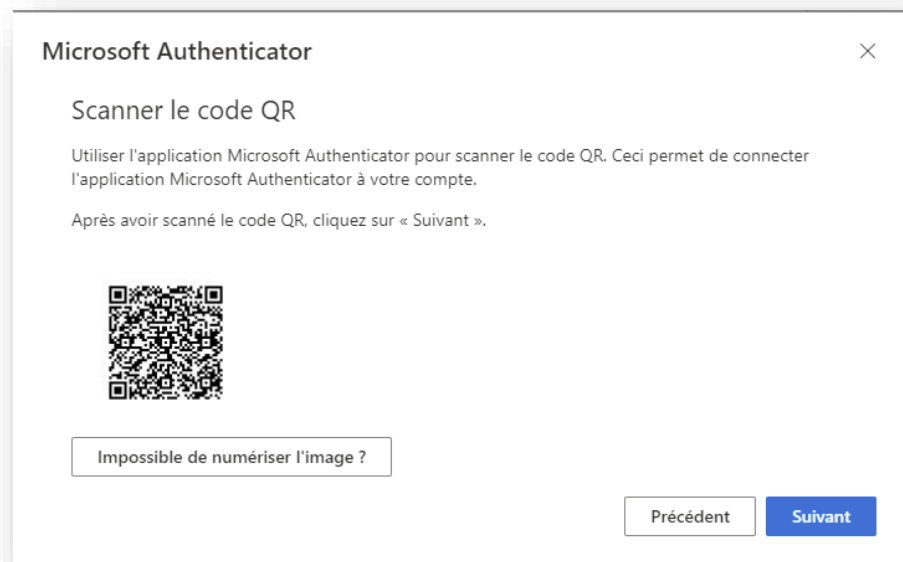 Microsoft Authenticator
Scanner le code QR
Utiliser l'application Microsoft Authenticator pour scanner le code QR. Ceci permet de connecter
l'application Microsoft Authenticator à votre compte.
Après avoir scanné le code QR, cliquez sur « Suivant ».
Impossible de numériser l'image ?
Précédent
Suivant